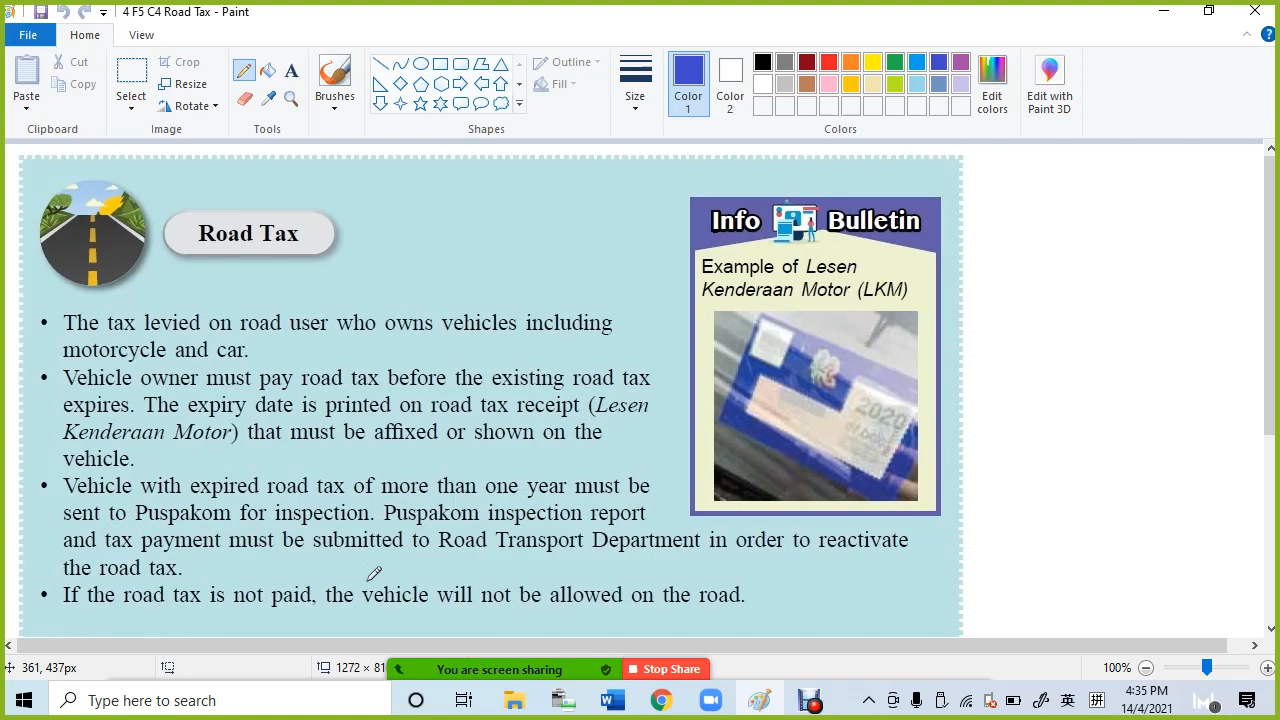 4 F5 C4 Road Tax - Paint
File Home View
Paste
Cut
Copy
Clipboard
Select
Crop
Resize
Rotate
Image
Tools
Brushes
Shapes
Outline
Fill
Size
Color 1
Color 2
Colors
Edit colors
Edit with Paint 3D
Road Tax
• The tax levied on road user who owns vehicles including
motorcycle and car.
• Vehicle owner must pay road tax before the existing road tax
expires. The expiry date is printed on road tax receipt (Lesen
Kenderaan Motor) that must be affixed or shown on the
vehicle.
• Vehicle with expired road tax of more than one year must be
sent to Puspakom for inspection. Puspakom inspection report
and tax payment must be submitted to Road Transport Department in order to reactivate
the road tax.
• If the road tax is not paid, the vehicle will not be allowed on the road.
Info Bulletin
Example of Lesen
Kenderaan Motor (LKM)
2020
361, 437px
1272 × 81
You are screen sharing
Stop Share
100%
Type here to search
英
拼
4:35 PM
14/4/2021